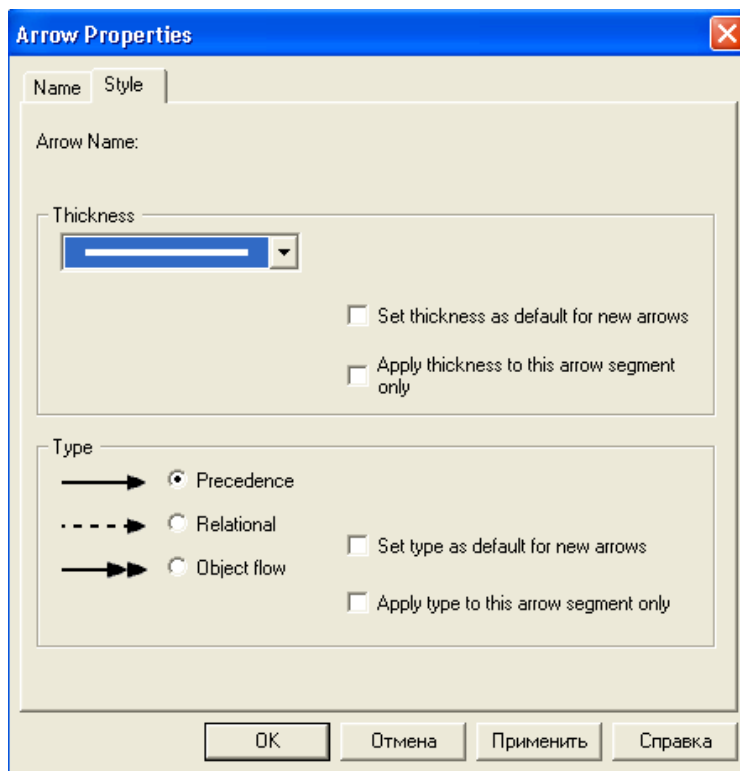 Arrow Properties
Name Style
Arrow Name:
Thickness
Set thickness as default for new arrows
Apply thickness to this arrow segment
only
Type
Precedence
Relational
Object flow
Set type as default for new arrows
Apply type to this arrow segment only
OK Отмена Применить Справка